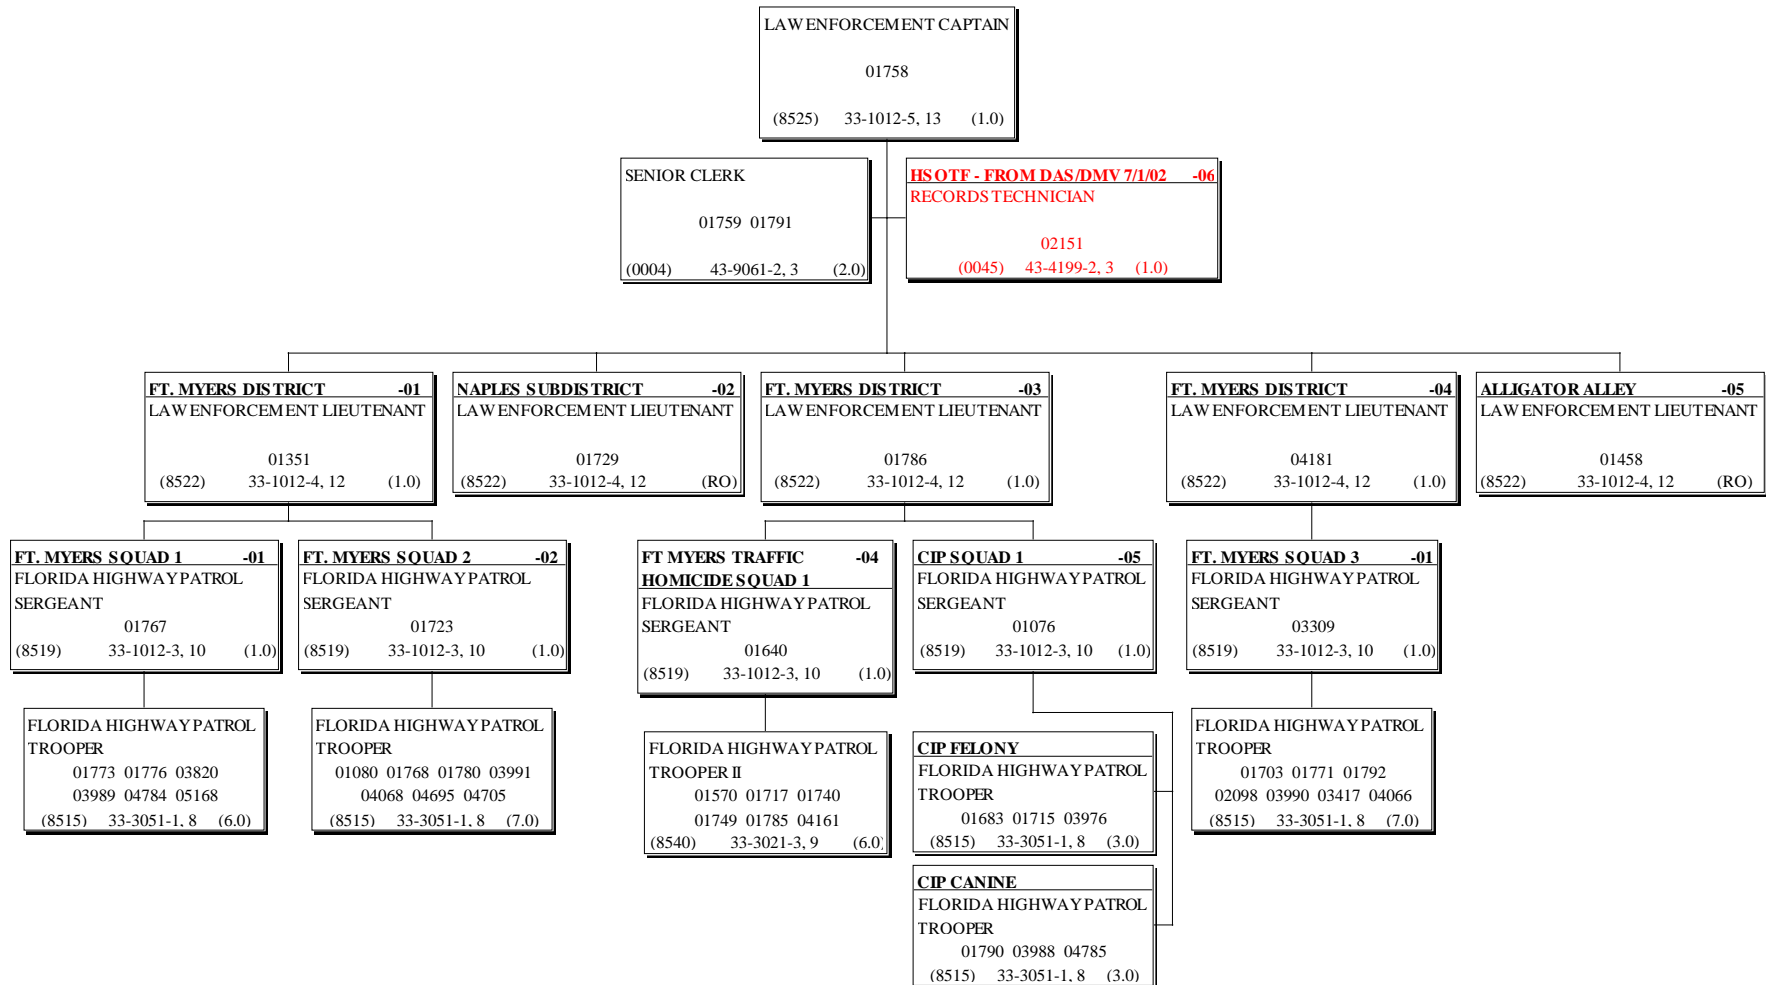 LAW ENFORCEMENT CAPTAIN
01758
(8525) 33-1012-5, 13 (1.0)
SENIOR CLERK
01759 01791
(0004) 43-9061-2, 3 (2.0)
HSOTF - FROM DAS/DMV 7/1/02 -06
RECORDS TECHNICIAN
02151
(0045) 43-4199-2, 3 (1.0)
FT. MYERS DISTRICT -01
LAW ENFORCEMENT LIEUTENANT
01351
(8522) 33-1012-4, 12 (1.0)
NAPLES SUBDISTRICT -02
LAW ENFORCEMENT LIEUTENANT
01729
(8522) 33-1012-4, 12 (RO)
FT. MYERS DISTRICT -03
LAW ENFORCEMENT LIEUTENANT
01786
(8522) 33-1012-4, 12 (1.0)
FT. MYERS DISTRICT -04
LAW ENFORCEMENT LIEUTENANT
04181
(8522) 33-1012-4, 12 (1.0)
ALLIGATOR ALLEY -05
LAW ENFORCEMENT LIEUTENANT
01458
(8522) 33-1012-4, 12 (RO)
FT. MYERS SQUAD 1 -01
FLORIDA HIGHWAY PATROL
SERGEANT
01767
(8519) 33-1012-3, 10 (1.0)
FT. MYERS SQUAD 2 -02
FLORIDA HIGHWAY PATROL
SERGEANT
01723
(8519) 33-1012-3, 10 (1.0)
FT MYERS TRAFFIC -04
HOMICIDE SQUAD 1
FLORIDA HIGHWAY PATROL
SERGEANT
01640
(8519) 33-1012-3, 10 (1.0)
CIP SQUAD 1 -05
FLORIDA HIGHWAY PATROL
SERGEANT
01076
(8519) 33-1012-3, 10 (1.0)
FT. MYERS SQUAD 3 -01
FLORIDA HIGHWAY PATROL
SERGEANT
03309
(8519) 33-1012-3, 10 (1.0)
FLORIDA HIGHWAY PATROL
TROOPER
01773 01776 03820
03989 04784 05168
(8515) 33-3051-1, 8 (6.0)
FLORIDA HIGHWAY PATROL
TROOPER
01080 01768 01780 03991
04068 04695 04705
(8515) 33-3051-1, 8 (7.0)
FLORIDA HIGHWAY PATROL
TROOPER II
01570 01717 01740
01749 01785 04161
(8540) 33-3021-3, 9 (6.0)
CIP FELONY
FLORIDA HIGHWAY PATROL
TROOPER
01683 01715 03976
(8515) 33-3051-1, 8 (3.0)
CIP CANINE
FLORIDA HIGHWAY PATROL
TROOPER
01790 03988 04785
(8515) 33-3051-1, 8 (3.0)
FLORIDA HIGHWAY PATROL
TROOPER
01703 01771 01792
02098 03990 03417 04066
(8515) 33-3051-1, 8 (7.0)